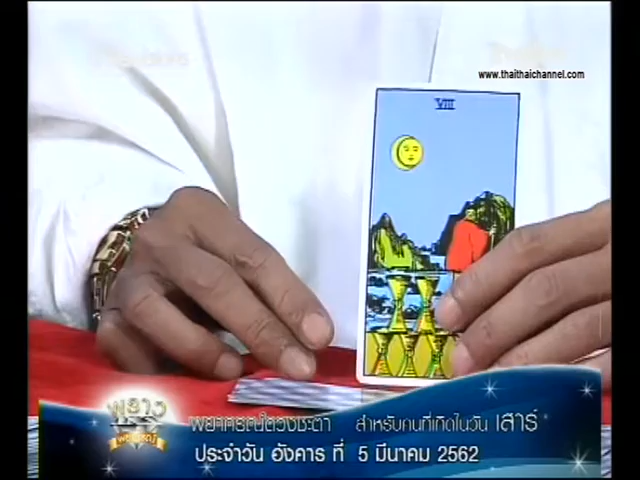 www.thaithaichannel.com
VIII
พยากรณ์ดวงชะตา สำหรับคนที่เกิดในวัน เสาร์
ประจำวัน อังคาร ที่ 5 มีนาคม 2562